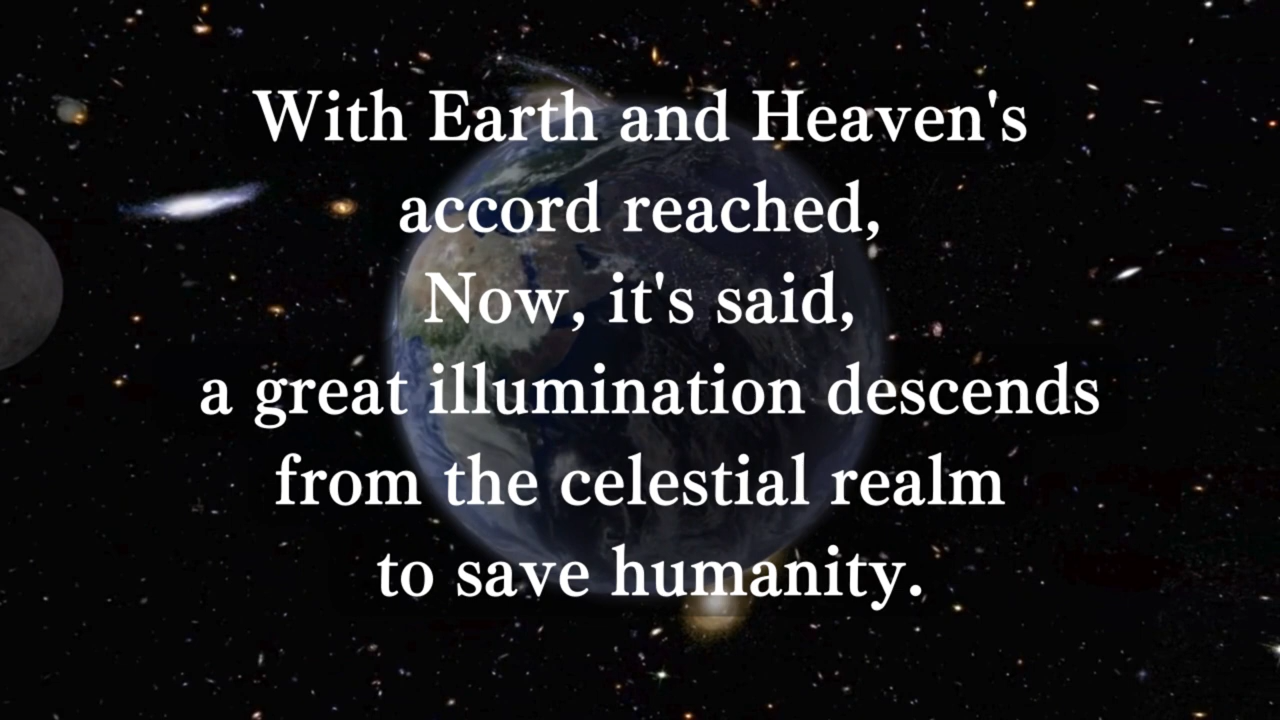 With Earth and Heaven's
accord reached,
Now, it's said,
a great illumination descends
from the celestial realm
to save humanity.